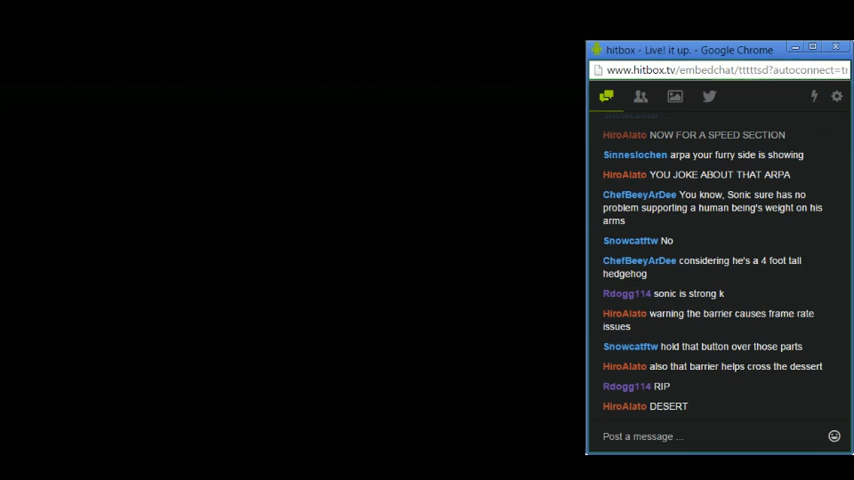 hitbox - Live! it up. - Google Chrome
www.hitbox.tv/embedchat/tttttsd?autoconnect=tr
HiroAlato NOW FOR A SPEED SECTION
Sinneslochen arpa your furry side is showing
HiroAlato YOU JOKE ABOUT THAT ARPA
ChefBeeyArDee You know, Sonic sure has no
problem supporting a human being's weight on his
arms
Snowcatftw No
ChefBeeyArDee considering he's a 4 foot tall
hedgehog
Rdogg114 sonic is strong k
HiroAlato warning the barrier causes frame rate
issues
Snowcatftw hold that button over those parts
HiroAlato also that barrier helps cross the dessert
Rdogg114 RIP
HiroAlato DESERT
Post a message ...